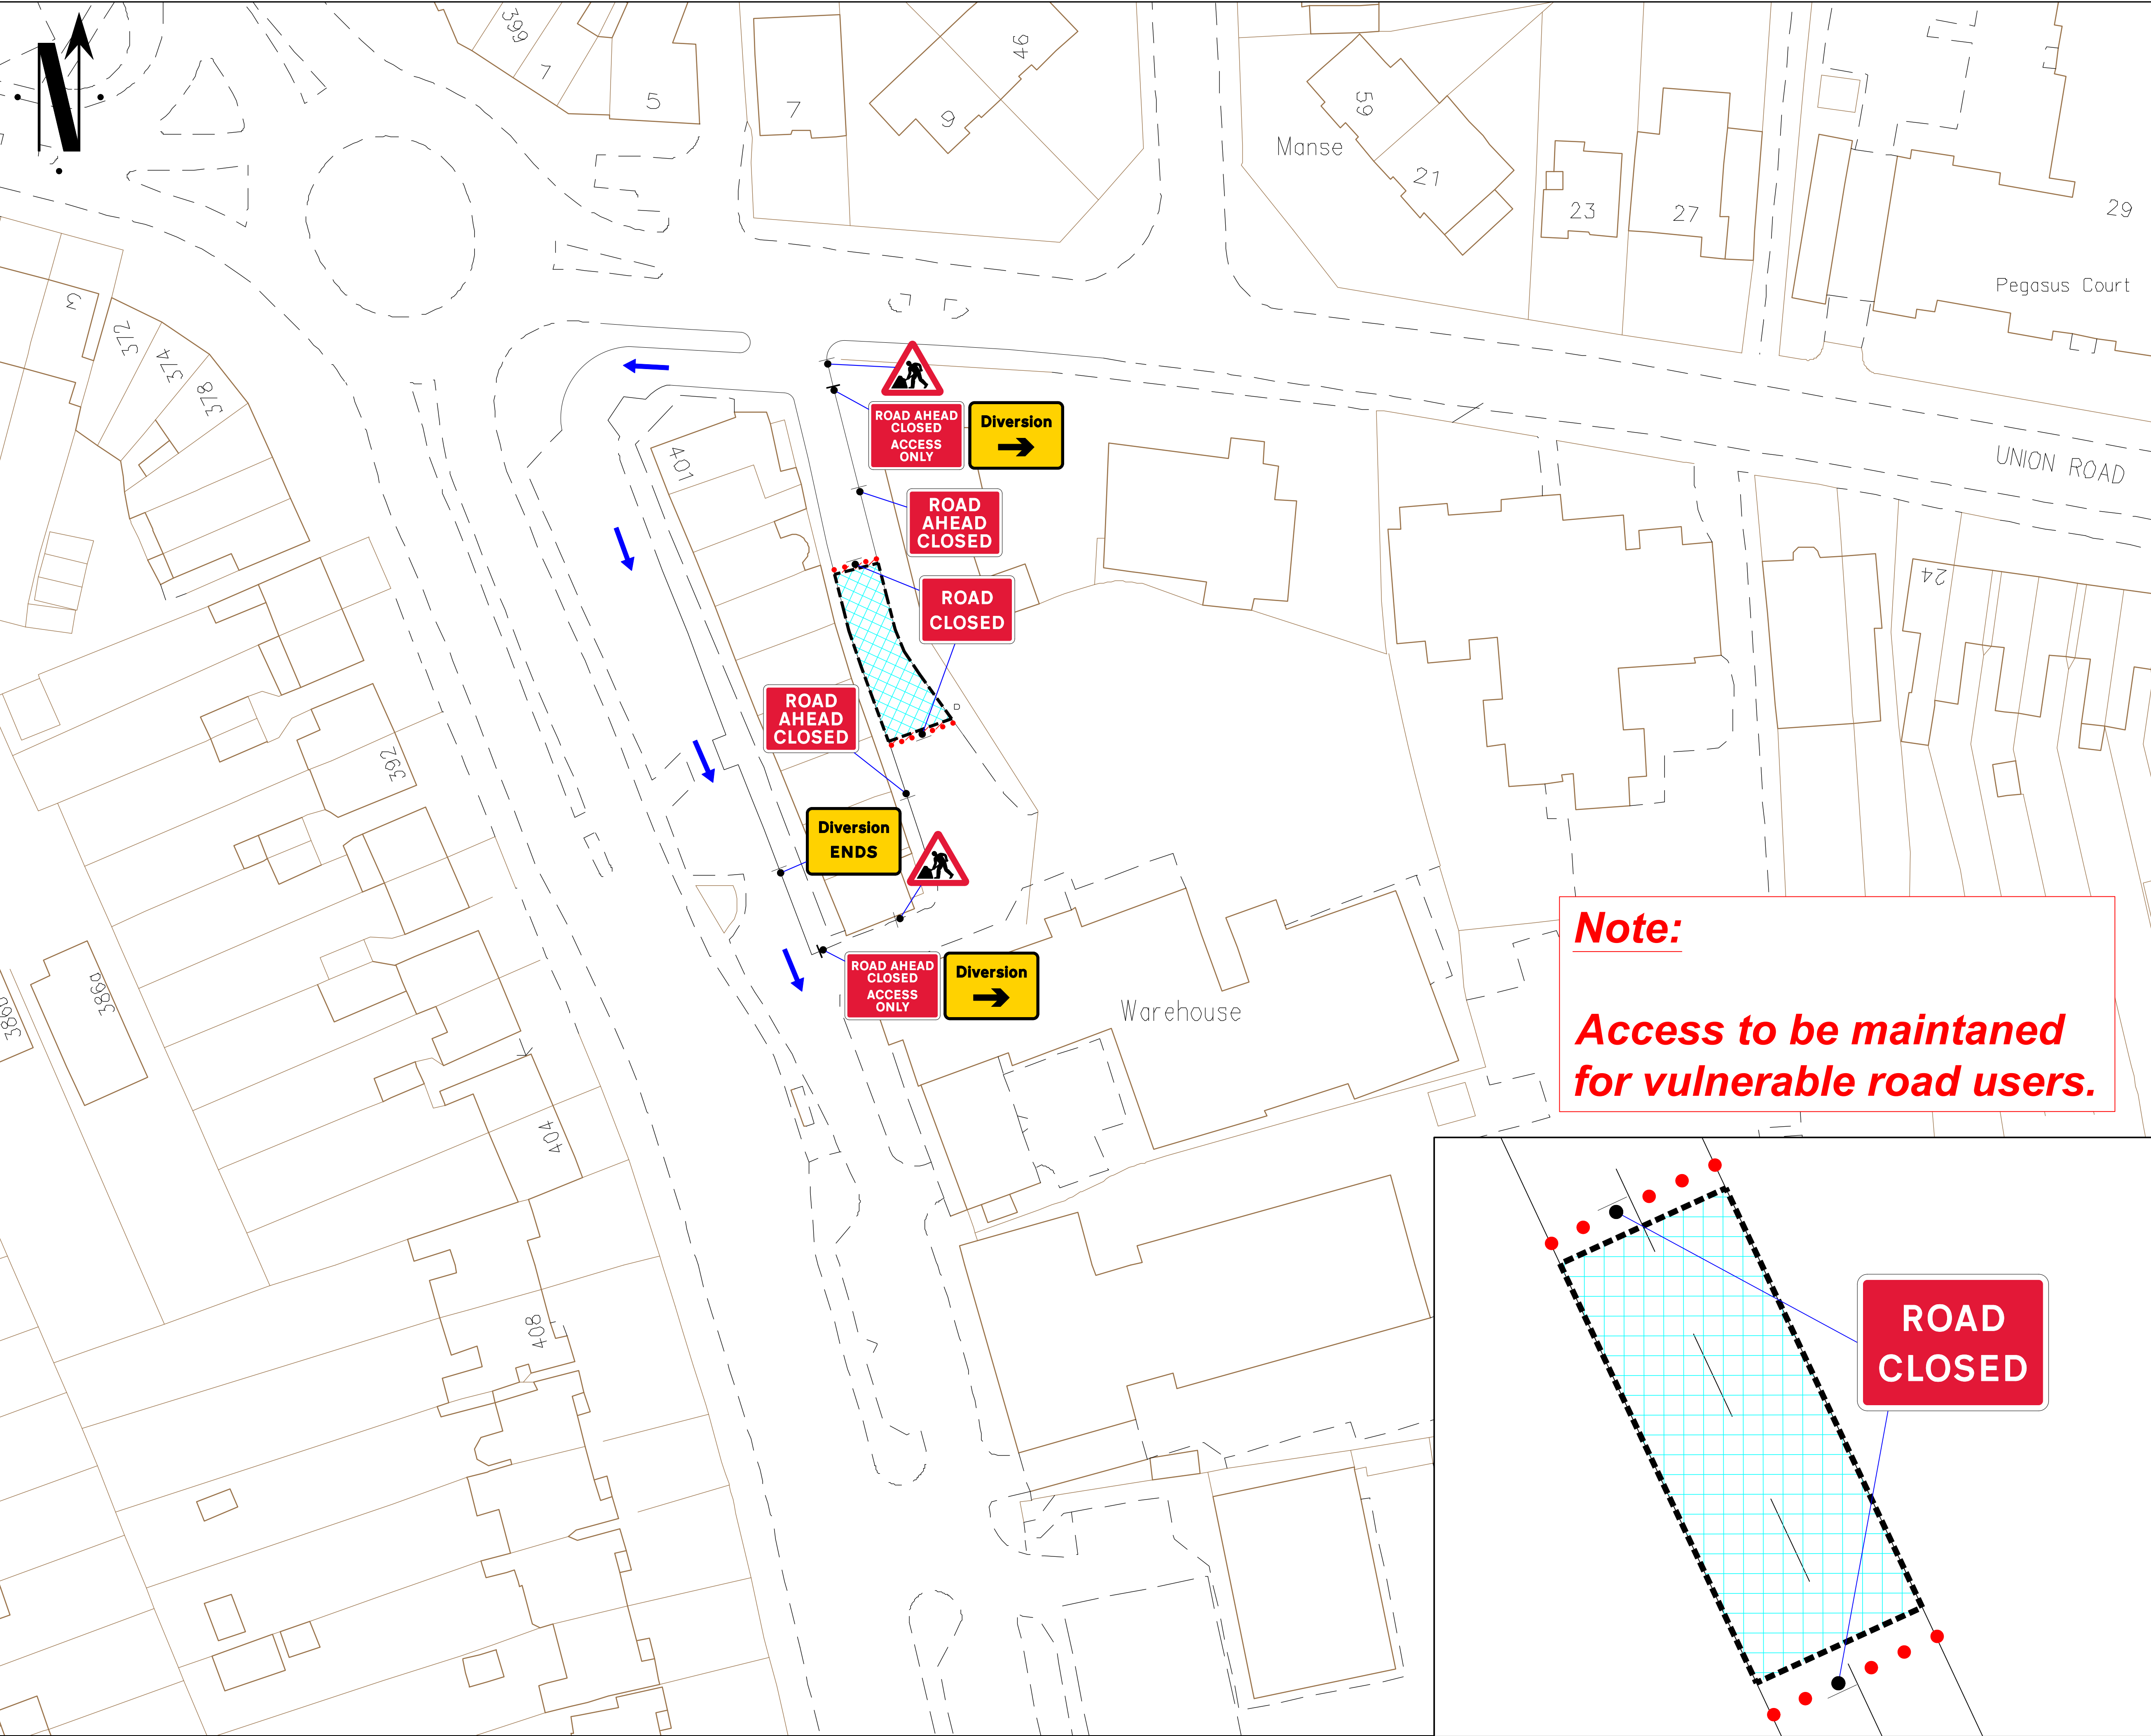 N
399
7
5
7
9
46
Manse
59
21
23
27
29
Pegasus Court
3
372
374
378
401
ROAD AHEAD
CLOSED
ACCESS
ONLY
Diversion
UNION ROAD
ROAD
AHEAD
CLOSED
24
ROAD
CLOSED
ROAD
AHEAD
CLOSED
392
Diversion
ENDS
Note:
ROAD AHEAD
CLOSED
ACCESS
ONLY
Diversion
386a
Warehouse
Access to be maintaned
for vulnerable road users.
404
408
ROAD
CLOSED